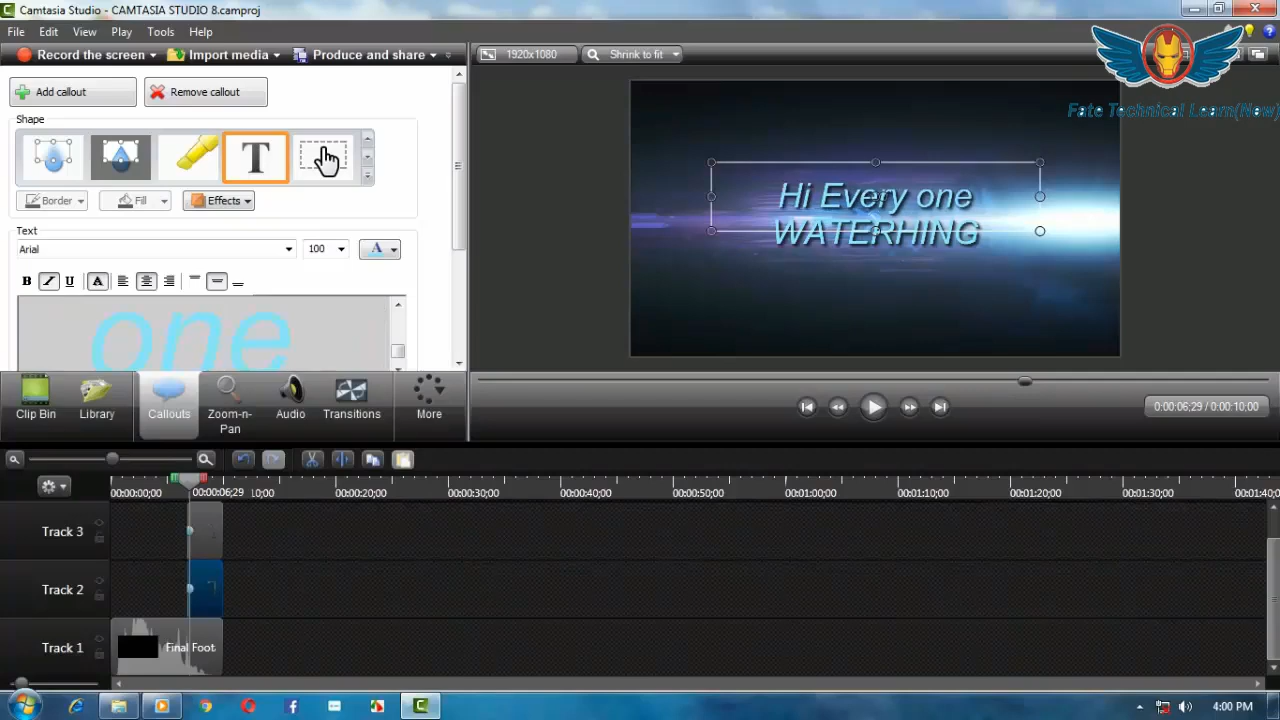 Camtasia Studio - CAMTASIA STUDIO 8.camproj
File Edit View Play Tools Help
Record the screen Import media Produce and share
1920x1080 Shrink to fit
Fate Technical Learn(New)
Add callout Remove callout
Shape
T
Border Fill Effects
Text
Arial 100 A
B I U A
one
Hi Every one
WATERHING
Clip Bin Library Callouts Zoom-n-Pan Audio Transitions More
0:00:06;29 / 0:00:10;00
00:00:00;00 00:00:06;29 10;00 00:00:20;00 00:00:30;00 00:00:40;00 00:00:50;00 00:01:00;00 00:01:10;00 00:01:20;00 00:01:30;00 00:01:40;0
Track 3
Track 2
Track 1 Final Foot
4:00 PM